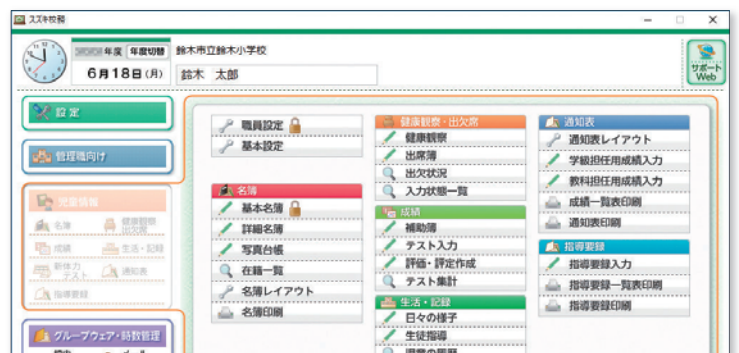 スズキ校務
年度 年度切替 鈴木市立鈴木小学校
6月18日(月) 鈴木 太郎
サポート
Web
設定
管理職向け
児童情報
名簿
健康観察
出欠席
成績
生活・記録
新体力
テスト
通知表
指導要録
グループウェア・時数管理
職員設定
基本設定
名簿
基本名簿
詳細名簿
写真台帳
在籍一覧
名簿レイアウト
名簿印刷
健康観察・出欠席
健康観察
出席簿
出欠状況
入力状態一覧
成績
補助簿
テスト入力
評価・評定作成
テスト集計
生活・記録
日々の様子
生徒指導
通知表
通知表レイアウト
学級担任用成績入力
教科担任用成績入力
成績一覧表印刷
通知表印刷
指導要録
指導要録入力
指導要録一覧表印刷
指導要録印刷